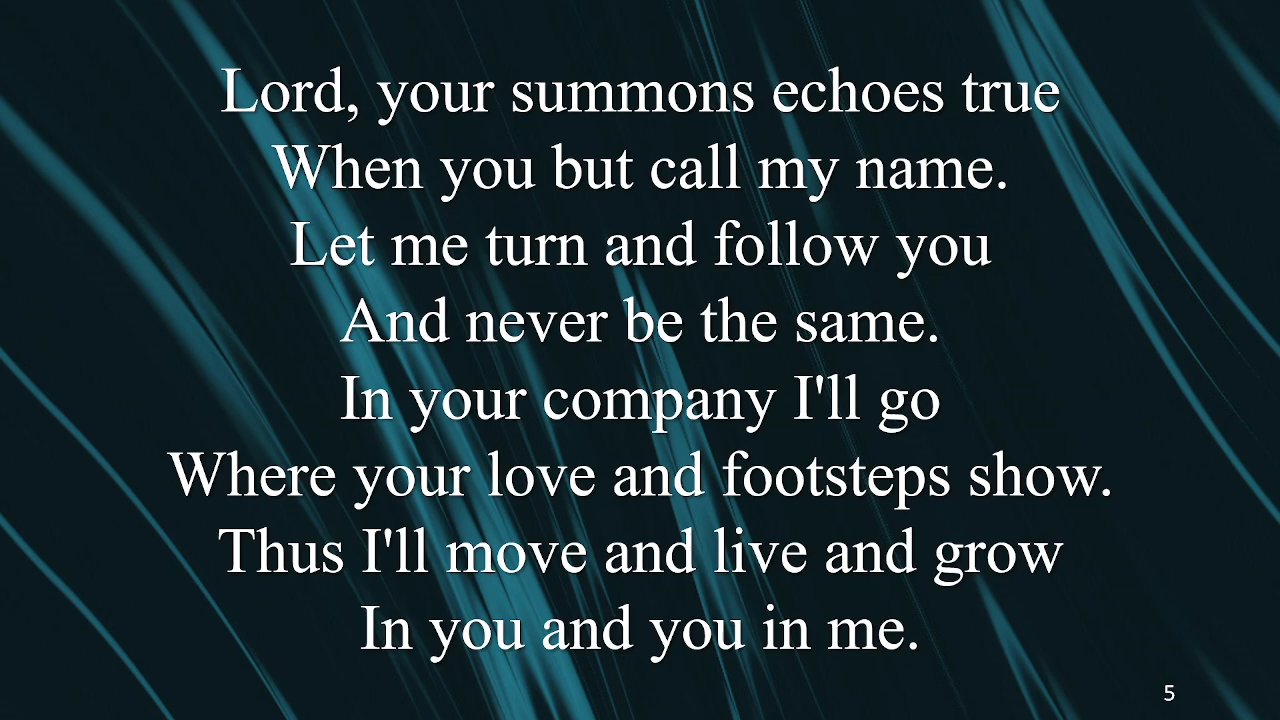 Lord, your summons echoes true
When you but call my name.
Let me turn and follow you
And never be the same.
In your company I'll go
Where your love and footsteps show.
Thus I'll move and live and grow
In you and you in me.
5